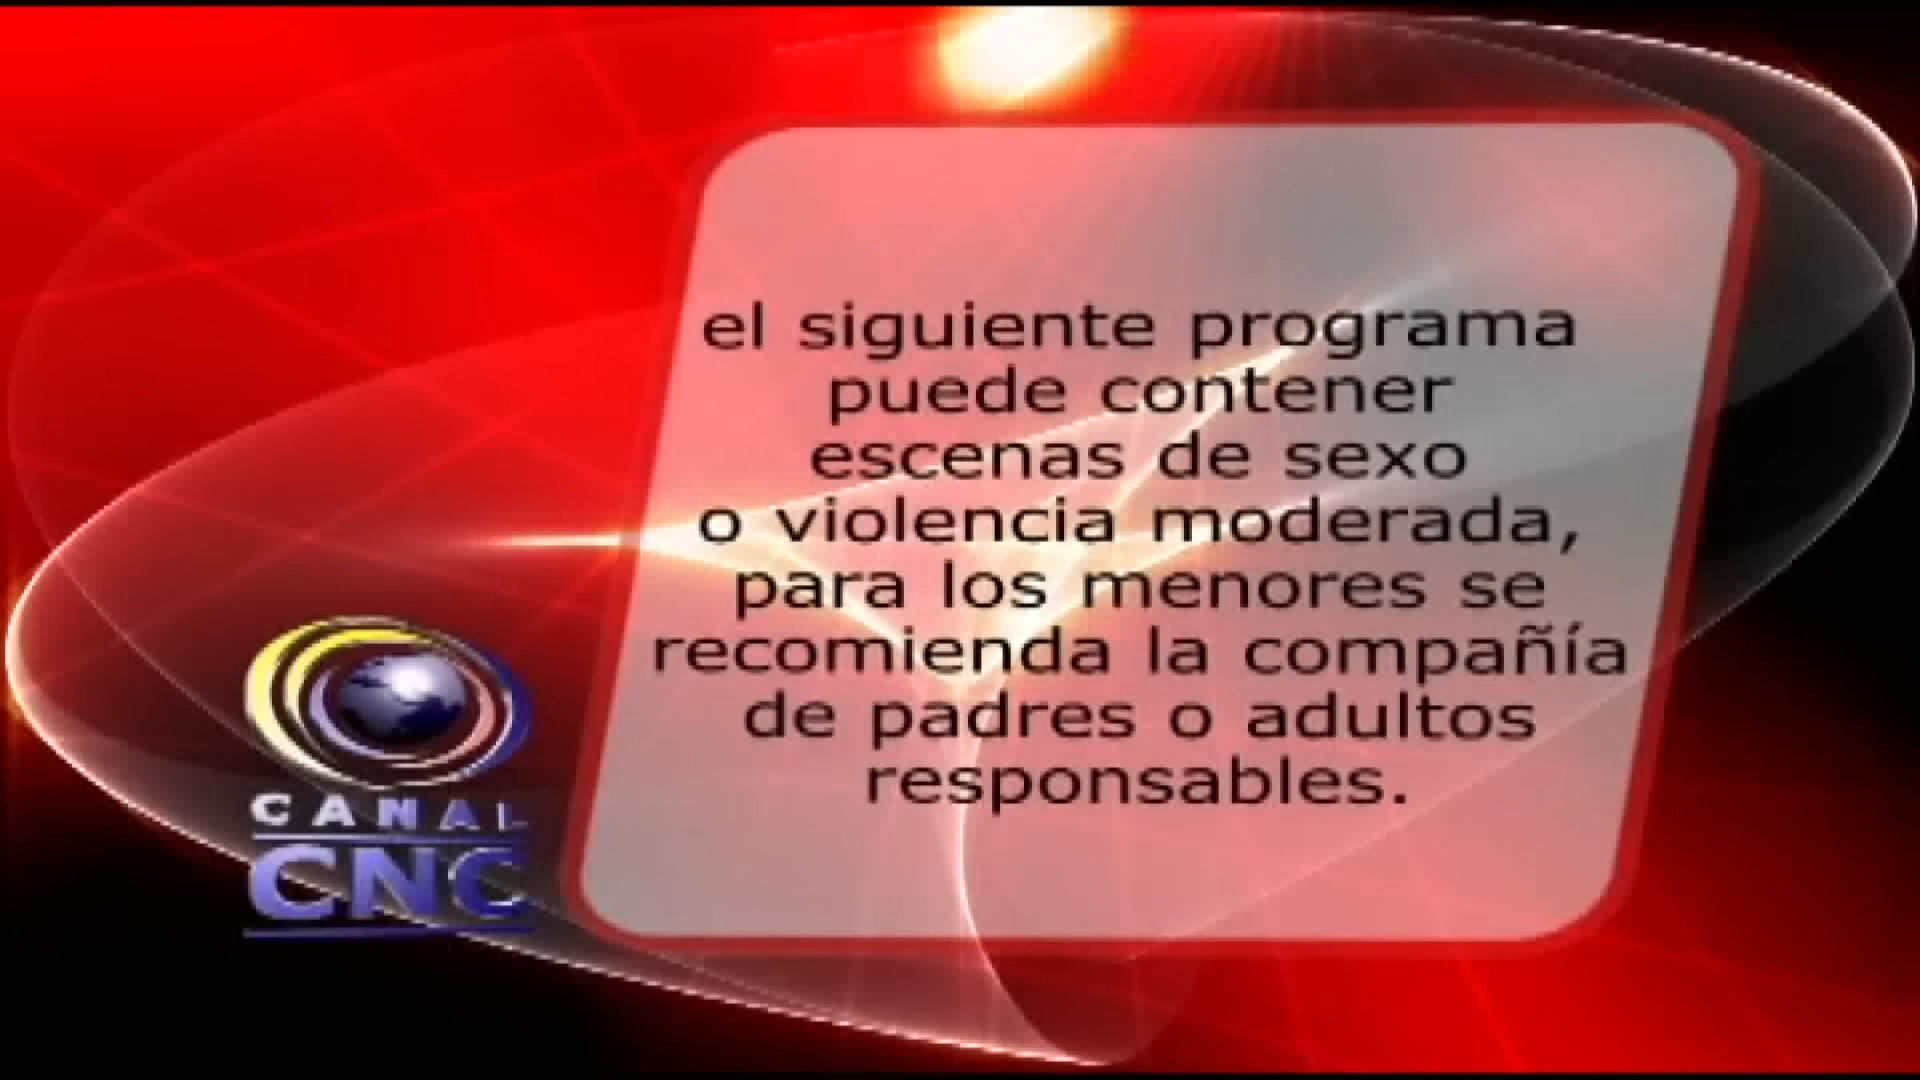 el siguiente programa
puede contener
escenas de sexo
o violencia moderada,
para los menores se
recomienda la compañía
de padres o adultos
responsables.
CANAL
CNC